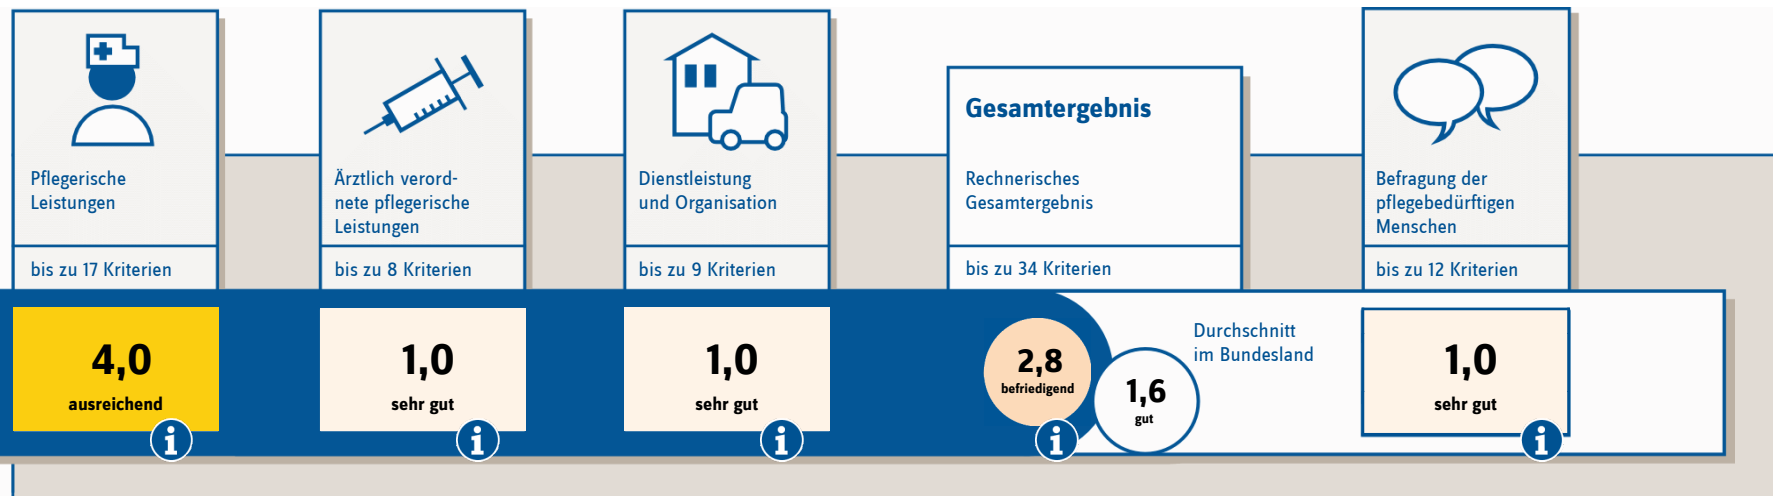 Pflegerische
Leistungen
bis zu 17 Kriterien
4,0
ausreichend
i
Ärztlich verord-
nete pflegerische
Leistungen
bis zu 8 Kriterien
1,0
sehr gut
i
Dienstleistung
und Organisation
bis zu 9 Kriterien
1,0
sehr gut
i
Gesamtergebnis
Rechnerisches
Gesamtergebnis
bis zu 34 Kriterien
2,8
befriedigend
i
1,6
gut
Durchschnitt
im Bundesland
Befragung der
pflegebedürftigen
Menschen
bis zu 12 Kriterien
1,0
sehr gut
i